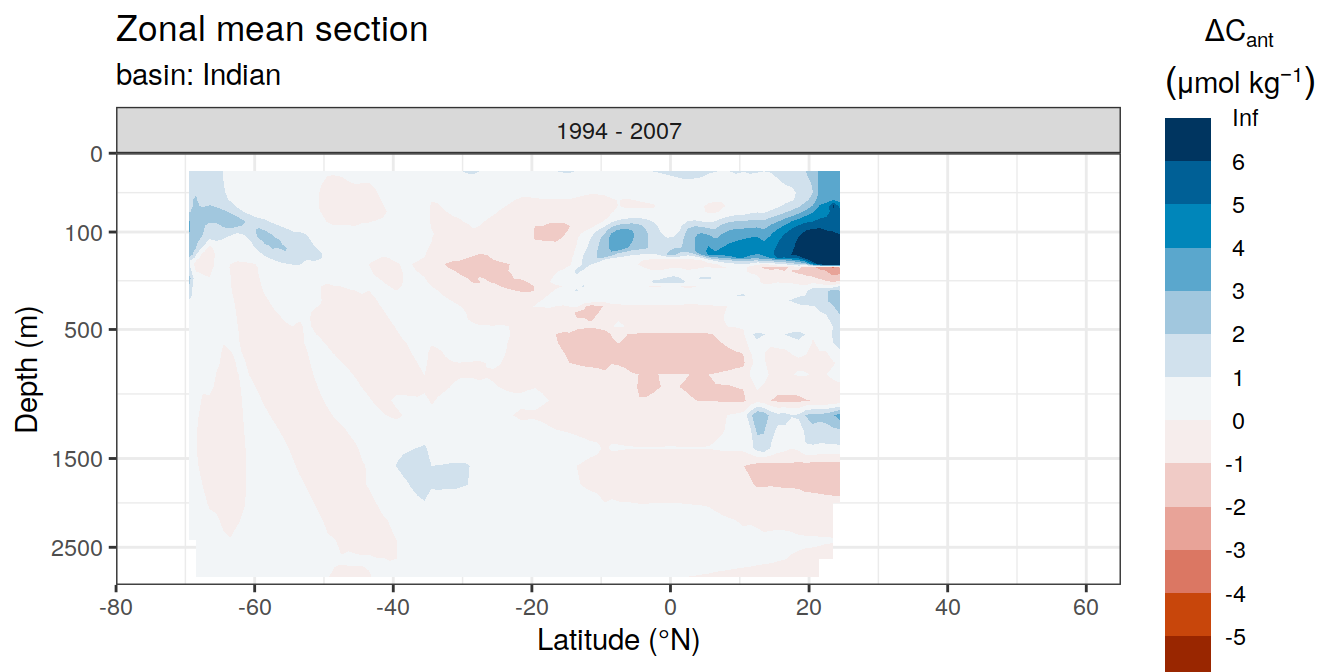 Zonal mean section
basin: Indian
1994 - 2007
0
100
500
1500
2500
Depth (m)
-80 -60 -40 -20 0 20 40 60
Latitude (°N)
ΔCant
(μmol kg⁻¹)
Inf
6
5
4
3
2
1
0
-1
-2
-3
-4
-5